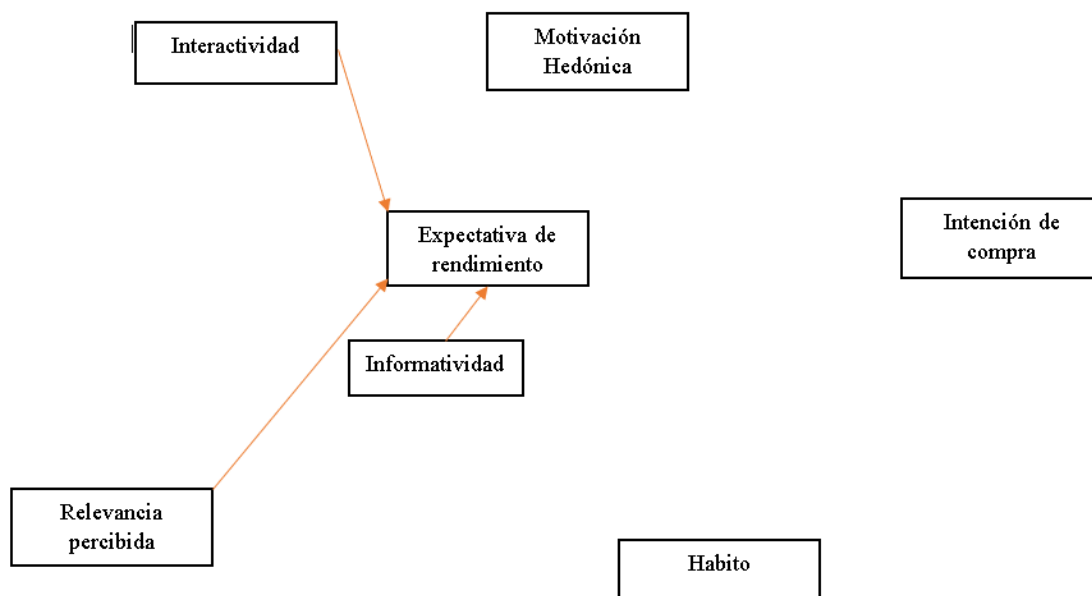 Interactividad
Motivación
Hedónica
Expectativa de
rendimiento
Intención de
compra
Informatividad
Relevancia
percibida
Habito